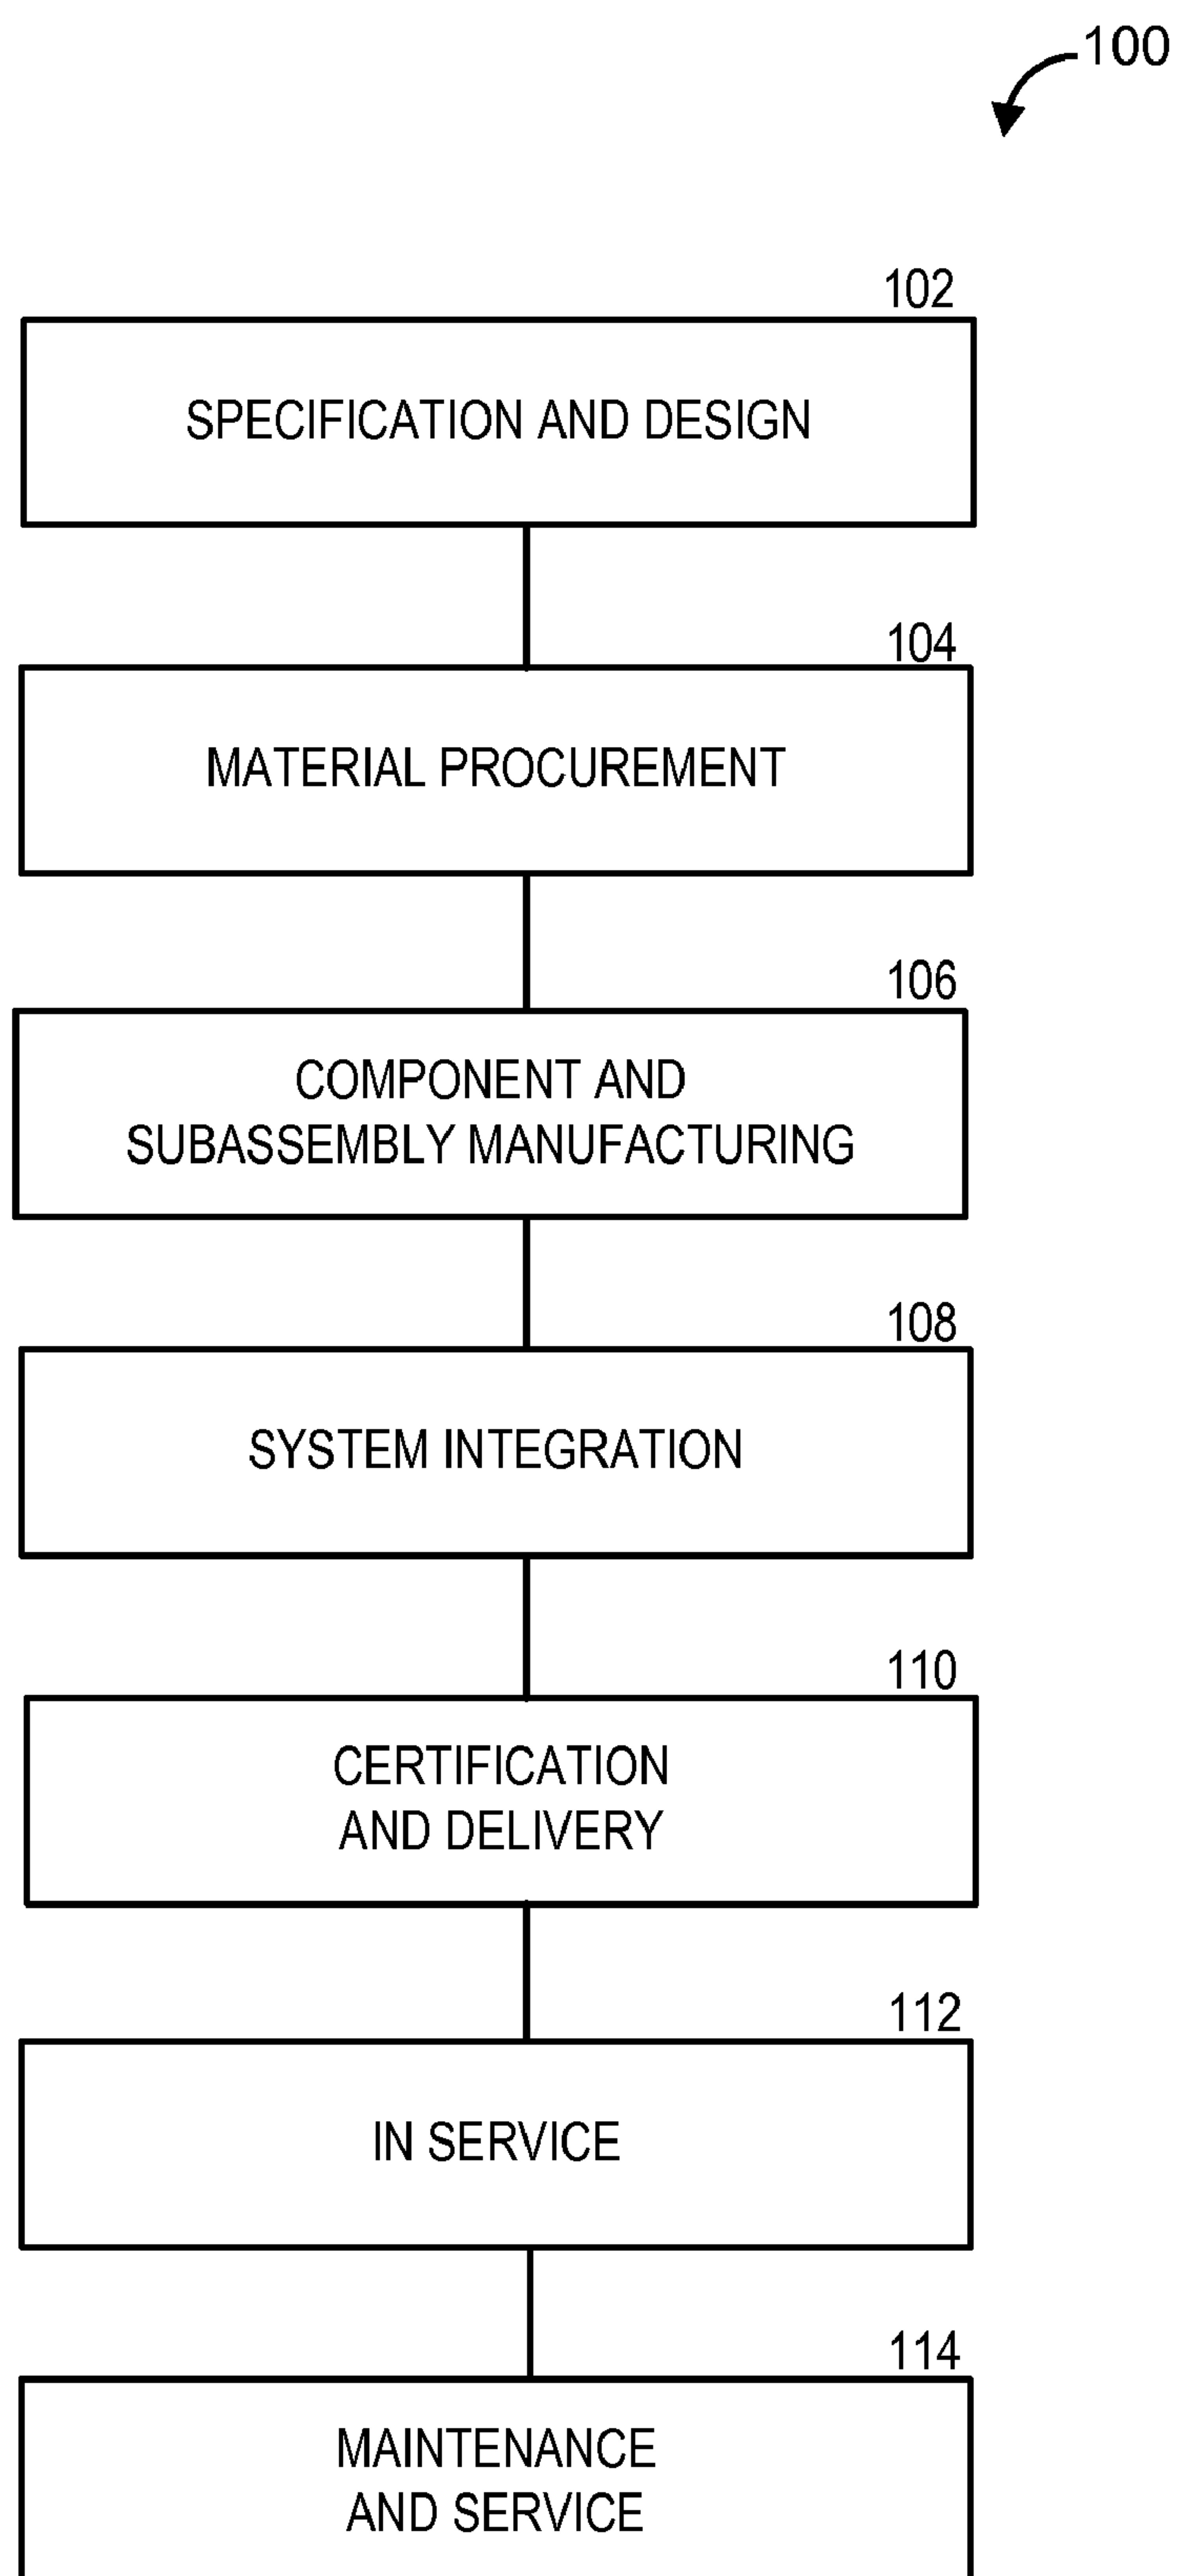 100
102
SPECIFICATION AND DESIGN
104
MATERIAL PROCUREMENT
106
COMPONENT AND
SUBASSEMBLY MANUFACTURING
108
SYSTEM INTEGRATION
110
CERTIFICATION
AND DELIVERY
112
IN SERVICE
114
MAINTENANCE
AND SERVICE